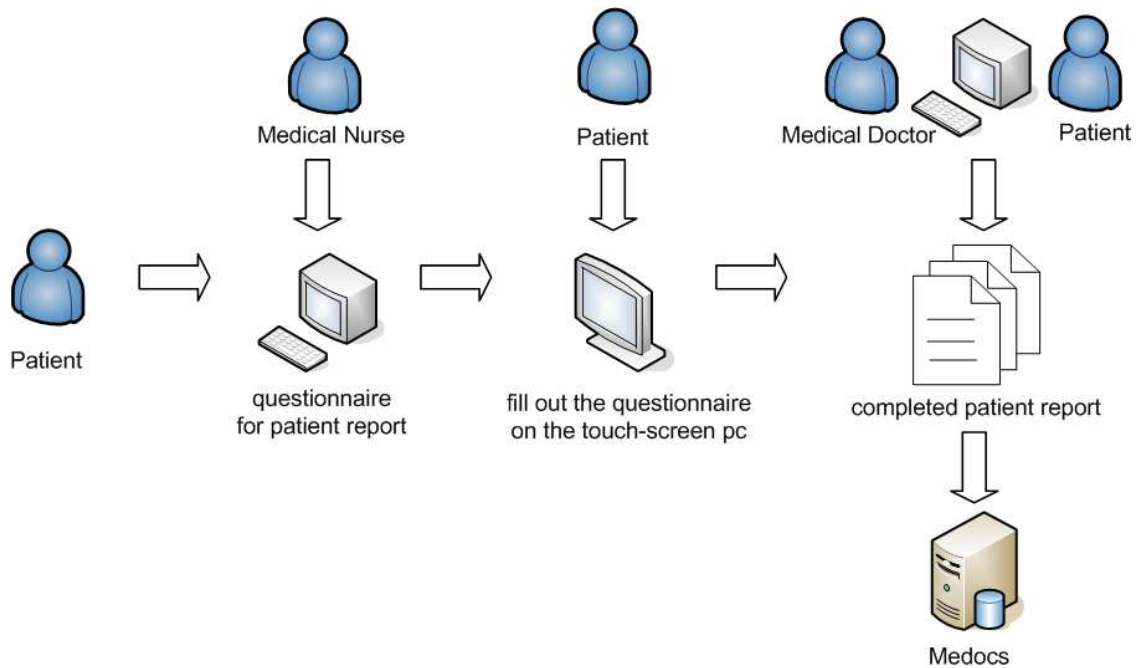 Medical Nurse
Patient
Medical Doctor
Patient
Patient
questionnaire
for patient report
fill out the questionnaire
on the touch-screen pc
completed patient report
Medocs